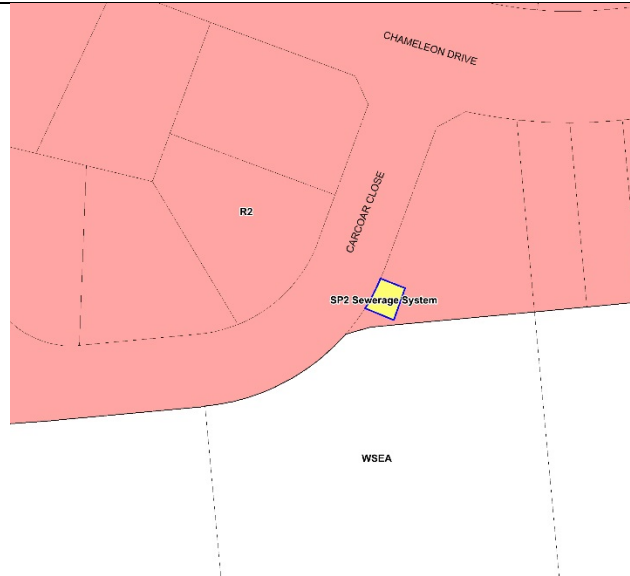 CHAMELEON DRIVE
CARCOAR CLOSE
R2
SP2 Sewerage System
WSEA